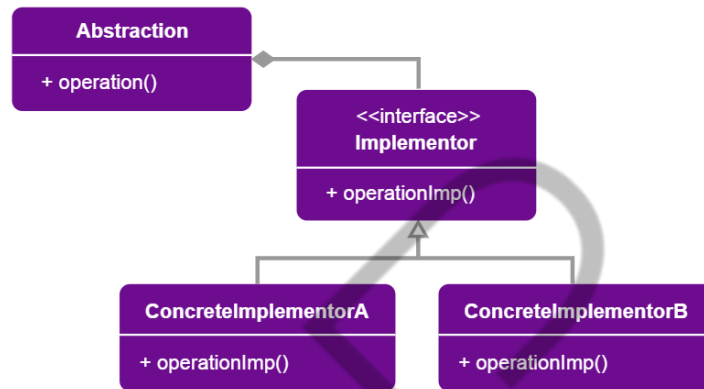 Abstraction
+ operation()
<<interface>>
Implementor
+ operationImp()
ConcreteImplementorA
+ operationImp()
ConcreteImplementorB
+ operationImp()